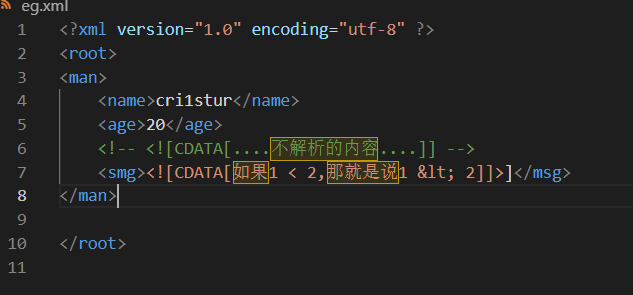 eg.xml
1 <?xml version="1.0" encoding="utf-8" ?>
2 <root>
3 <man>
4 <name>cri1stur</name>
5 <age>20</age>
6 <!-- <![CDATA[....不解析的内容....]] -->
7 <smg><![CDATA[如果1 < 2,那就是说1 &lt; 2]]>]</msg>
8 </man>
9
10 </root>
11